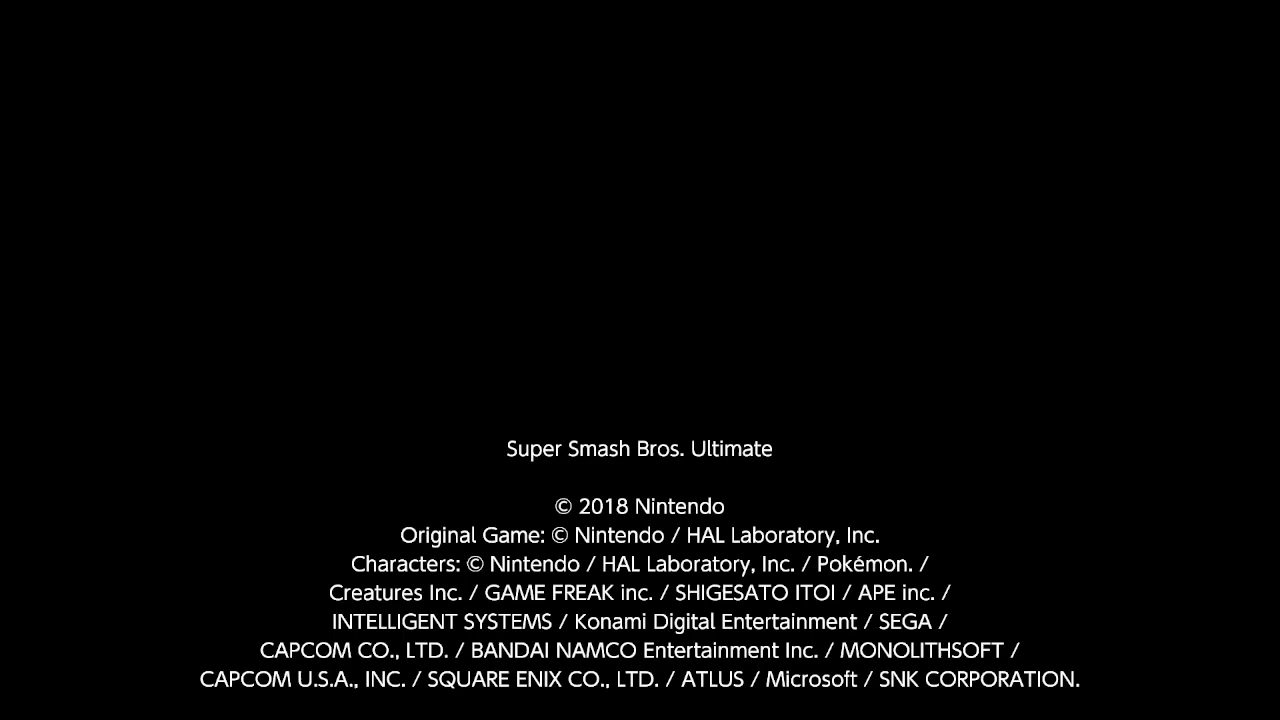 Super Smash Bros. Ultimate
© 2018 Nintendo
Original Game: © Nintendo / HAL Laboratory, Inc.
Characters: © Nintendo / HAL Laboratory, Inc. / Pokémon. /
Creatures Inc. / GAME FREAK inc. / SHIGESATO ITOI / APE inc. /
INTELLIGENT SYSTEMS / Konami Digital Entertainment / SEGA /
CAPCOM CO., LTD. / BANDAI NAMCO Entertainment Inc. / MONOLITHSOFT /
CAPCOM U.S.A., INC. / SQUARE ENIX CO., LTD. / ATLUS / Microsoft / SNK CORPORATION.